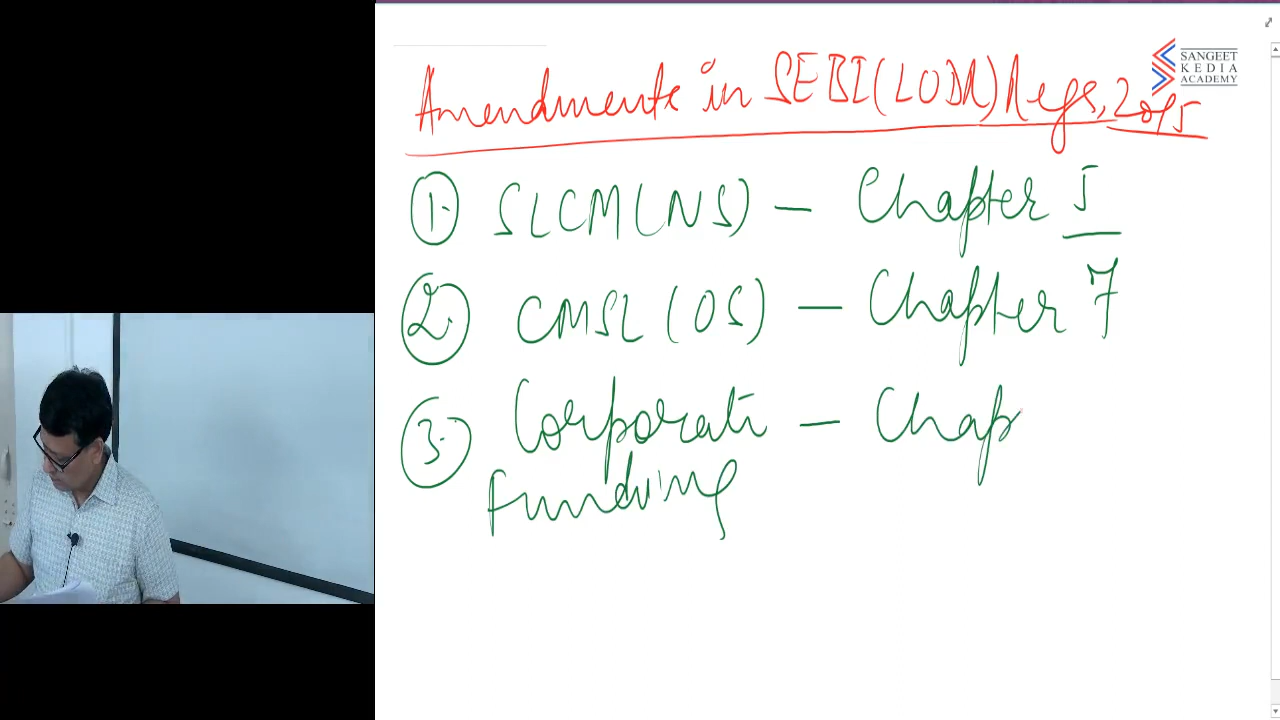 SANGEET
KEDIA
ACADEMY
Amendments in SEBI (LODR) Regs, 2015
1. SLCM (NS) — Chapter 5
2. CMSL (OS) — Chapter 7
3. Corporate — Chap
Funding